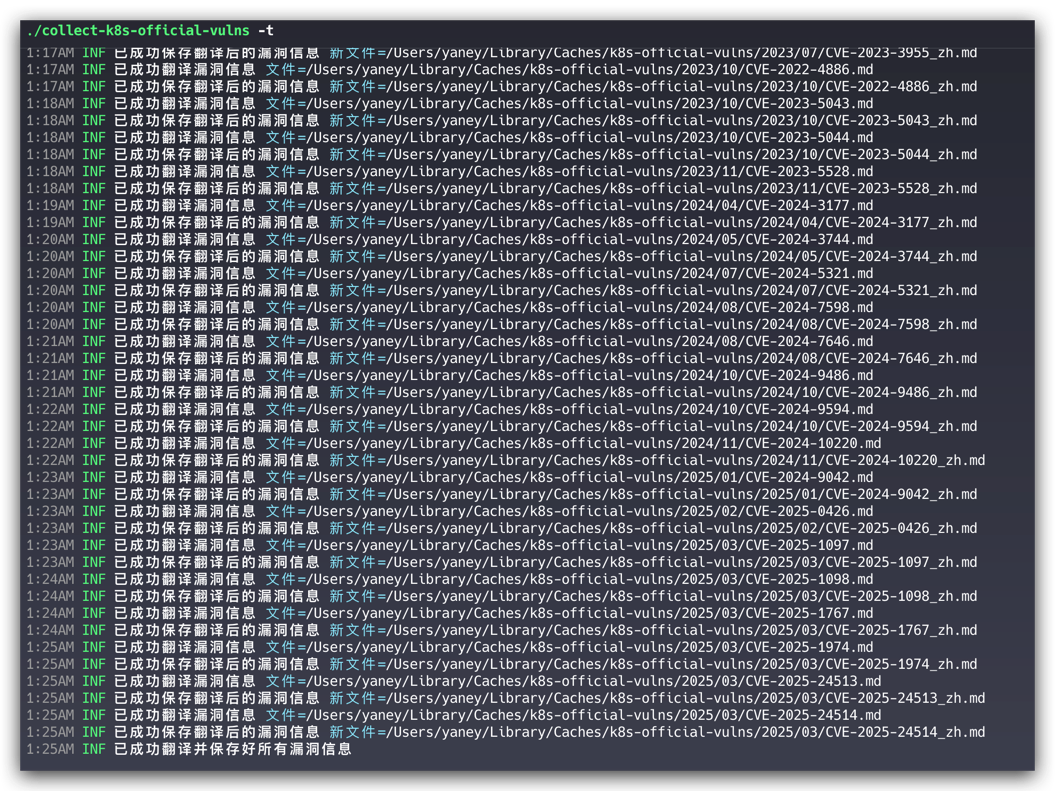 ./collect-k8s-official-vulns -t
1:17AM INF 已成功保存翻译后的漏洞信息 新文件=/Users/yaney/Library/Caches/k8s-official-vulns/2023/07/CVE-2023-3955_zh.md
1:17AM INF 已成功翻译漏洞信息 文件=/Users/yaney/Library/Caches/k8s-official-vulns/2023/10/CVE-2022-4886.md
1:17AM INF 已成功保存翻译后的漏洞信息 新文件=/Users/yaney/Library/Caches/k8s-official-vulns/2023/10/CVE-2022-4886_zh.md
1:18AM INF 已成功翻译漏洞信息 文件=/Users/yaney/Library/Caches/k8s-official-vulns/2023/10/CVE-2023-5043.md
1:18AM INF 已成功保存翻译后的漏洞信息 新文件=/Users/yaney/Library/Caches/k8s-official-vulns/2023/10/CVE-2023-5043_zh.md
1:18AM INF 已成功翻译漏洞信息 文件=/Users/yaney/Library/Caches/k8s-official-vulns/2023/10/CVE-2023-5044.md
1:18AM INF 已成功保存翻译后的漏洞信息 新文件=/Users/yaney/Library/Caches/k8s-official-vulns/2023/10/CVE-2023-5044_zh.md
1:18AM INF 已成功翻译漏洞信息 文件=/Users/yaney/Library/Caches/k8s-official-vulns/2023/11/CVE-2023-5528.md
1:18AM INF 已成功保存翻译后的漏洞信息 新文件=/Users/yaney/Library/Caches/k8s-official-vulns/2023/11/CVE-2023-5528_zh.md
1:19AM INF 已成功翻译漏洞信息 文件=/Users/yaney/Library/Caches/k8s-official-vulns/2024/04/CVE-2024-3177.md
1:19AM INF 已成功保存翻译后的漏洞信息 新文件=/Users/yaney/Library/Caches/k8s-official-vulns/2024/04/CVE-2024-3177_zh.md
1:20AM INF 已成功翻译漏洞信息 文件=/Users/yaney/Library/Caches/k8s-official-vulns/2024/05/CVE-2024-3744.md
1:20AM INF 已成功保存翻译后的漏洞信息 新文件=/Users/yaney/Library/Caches/k8s-official-vulns/2024/05/CVE-2024-3744_zh.md
1:20AM INF 已成功翻译漏洞信息 文件=/Users/yaney/Library/Caches/k8s-official-vulns/2024/07/CVE-2024-5321.md
1:20AM INF 已成功保存翻译后的漏洞信息 新文件=/Users/yaney/Library/Caches/k8s-official-vulns/2024/07/CVE-2024-5321_zh.md
1:20AM INF 已成功翻译漏洞信息 文件=/Users/yaney/Library/Caches/k8s-official-vulns/2024/08/CVE-2024-7598.md
1:20AM INF 已成功保存翻译后的漏洞信息 新文件=/Users/yaney/Library/Caches/k8s-official-vulns/2024/08/CVE-2024-7598_zh.md
1:21AM INF 已成功翻译漏洞信息 文件=/Users/yaney/Library/Caches/k8s-official-vulns/2024/08/CVE-2024-7646.md
1:21AM INF 已成功保存翻译后的漏洞信息 新文件=/Users/yaney/Library/Caches/k8s-official-vulns/2024/08/CVE-2024-7646_zh.md
1:21AM INF 已成功翻译漏洞信息 文件=/Users/yaney/Library/Caches/k8s-official-vulns/2024/10/CVE-2024-9486.md
1:21AM INF 已成功保存翻译后的漏洞信息 新文件=/Users/yaney/Library/Caches/k8s-official-vulns/2024/10/CVE-2024-9486_zh.md
1:22AM INF 已成功翻译漏洞信息 文件=/Users/yaney/Library/Caches/k8s-official-vulns/2024/10/CVE-2024-9594.md
1:22AM INF 已成功保存翻译后的漏洞信息 新文件=/Users/yaney/Library/Caches/k8s-official-vulns/2024/10/CVE-2024-9594_zh.md
1:22AM INF 已成功翻译漏洞信息 文件=/Users/yaney/Library/Caches/k8s-official-vulns/2024/11/CVE-2024-10220.md
1:22AM INF 已成功保存翻译后的漏洞信息 新文件=/Users/yaney/Library/Caches/k8s-official-vulns/2024/11/CVE-2024-10220_zh.md
1:23AM INF 已成功翻译漏洞信息 文件=/Users/yaney/Library/Caches/k8s-official-vulns/2025/01/CVE-2024-9042.md
1:23AM INF 已成功保存翻译后的漏洞信息 新文件=/Users/yaney/Library/Caches/k8s-official-vulns/2025/01/CVE-2024-9042_zh.md
1:23AM INF 已成功翻译漏洞信息 文件=/Users/yaney/Library/Caches/k8s-official-vulns/2025/02/CVE-2025-0426.md
1:23AM INF 已成功保存翻译后的漏洞信息 新文件=/Users/yaney/Library/Caches/k8s-official-vulns/2025/02/CVE-2025-0426_zh.md
1:23AM INF 已成功翻译漏洞信息 文件=/Users/yaney/Library/Caches/k8s-official-vulns/2025/03/CVE-2025-1097.md
1:23AM INF 已成功保存翻译后的漏洞信息 新文件=/Users/yaney/Library/Caches/k8s-official-vulns/2025/03/CVE-2025-1097_zh.md
1:24AM INF 已成功翻译漏洞信息 文件=/Users/yaney/Library/Caches/k8s-official-vulns/2025/03/CVE-2025-1098.md
1:24AM INF 已成功保存翻译后的漏洞信息 新文件=/Users/yaney/Library/Caches/k8s-official-vulns/2025/03/CVE-2025-1098_zh.md
1:24AM INF 已成功翻译漏洞信息 文件=/Users/yaney/Library/Caches/k8s-official-vulns/2025/03/CVE-2025-1767.md
1:24AM INF 已成功保存翻译后的漏洞信息 新文件=/Users/yaney/Library/Caches/k8s-official-vulns/2025/03/CVE-2025-1767_zh.md
1:25AM INF 已成功翻译漏洞信息 文件=/Users/yaney/Library/Caches/k8s-official-vulns/2025/03/CVE-2025-1974.md
1:25AM INF 已成功保存翻译后的漏洞信息 新文件=/Users/yaney/Library/Caches/k8s-official-vulns/2025/03/CVE-2025-1974_zh.md
1:25AM INF 已成功翻译漏洞信息 文件=/Users/yaney/Library/Caches/k8s-official-vulns/2025/03/CVE-2025-24513.md
1:25AM INF 已成功保存翻译后的漏洞信息 新文件=/Users/yaney/Library/Caches/k8s-official-vulns/2025/03/CVE-2025-24513_zh.md
1:25AM INF 已成功翻译漏洞信息 文件=/Users/yaney/Library/Caches/k8s-official-vulns/2025/03/CVE-2025-24514.md
1:25AM INF 已成功保存翻译后的漏洞信息 新文件=/Users/yaney/Library/Caches/k8s-official-vulns/2025/03/CVE-2025-24514_zh.md
1:25AM INF 已成功翻译并保存好所有漏洞信息